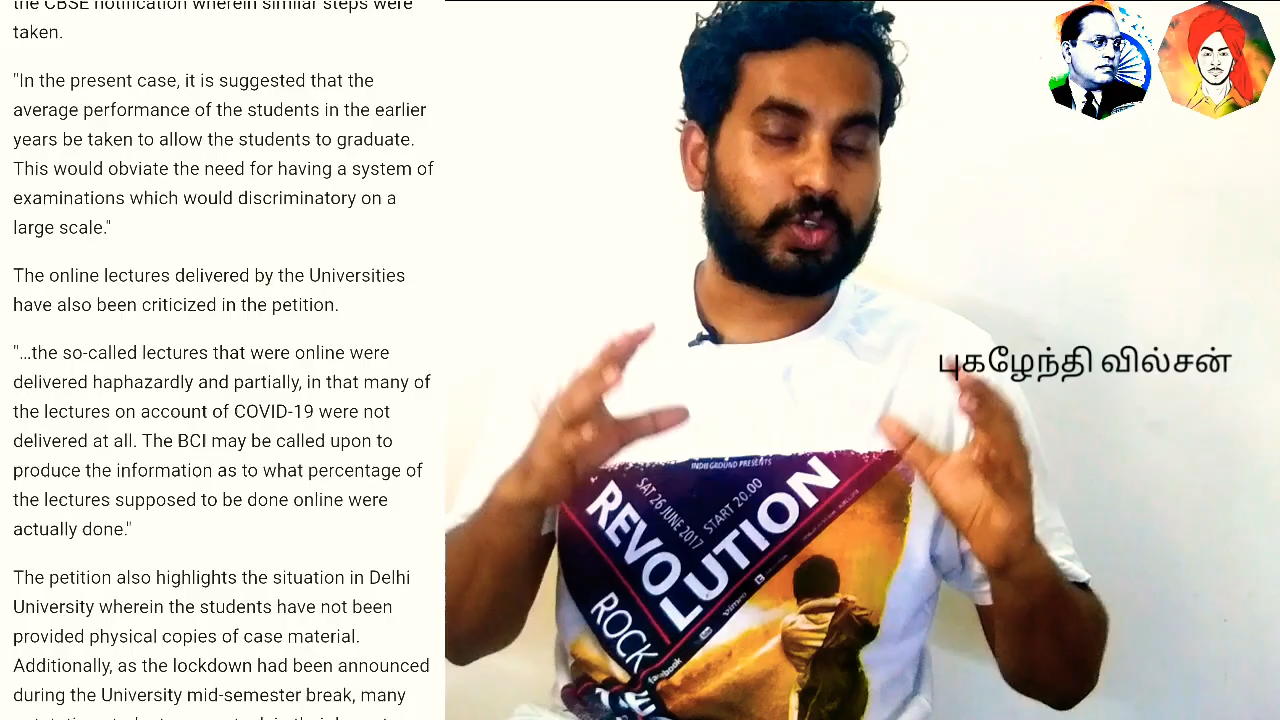 the CBSE notification wherein similar steps were
taken.
"In the present case, it is suggested that the
average performance of the students in the earlier
years be taken to allow the students to graduate.
This would obviate the need for having a system of
examinations which would discriminatory on a
large scale."
The online lectures delivered by the Universities
have also been criticized in the petition.
"...the so-called lectures that were online were
delivered haphazardly and partially, in that many of
the lectures on account of COVID-19 were not
delivered at all. The BCI may be called upon to
produce the information as to what percentage of
the lectures supposed to be done online were
actually done."
The petition also highlights the situation in Delhi
University wherein the students have not been
provided physical copies of case material.
Additionally, as the lockdown had been announced
during the University mid-semester break, many
புகழேந்தி வில்சன்
INDIEGROUND PRESENTS
SAT 26 JUNE 2017
START 20.00
REVO
LUTION
ROCK
facebook
vimeo